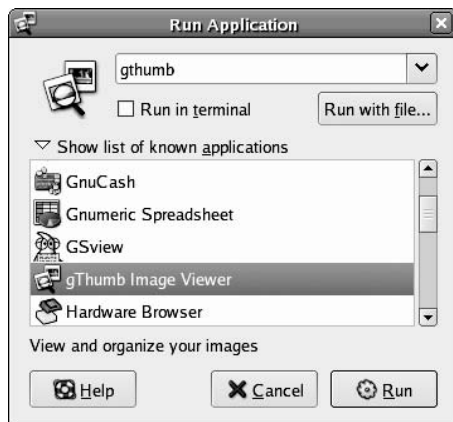 Run Application
gthumb
Run in terminal
Run with file...
Show list of known applications
GnuCash
Gnumeric Spreadsheet
GSview
gThumb Image Viewer
Hardware Browser
View and organize your images
Help
Cancel
Run